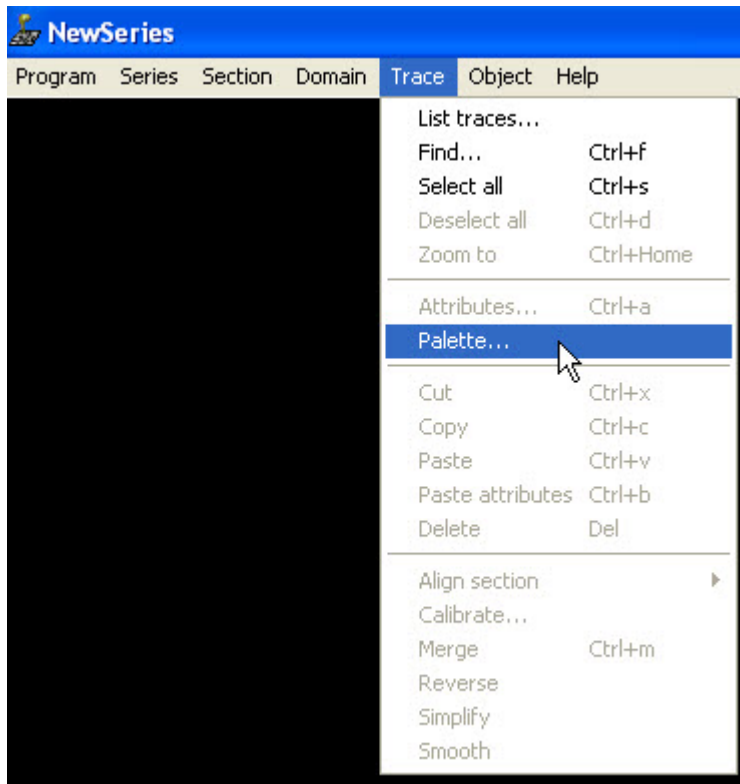 NewSeries
Program Series Section Domain Trace Object Help
List traces...
Find... Ctrl+f
Select all Ctrl+s
Deselect all Ctrl+d
Zoom to Ctrl+Home
Attributes... Ctrl+a
Palette...
Cut Ctrl+x
Copy Ctrl+c
Paste Ctrl+v
Paste attributes Ctrl+b
Delete Del
Align section
Calibrate...
Merge Ctrl+m
Reverse
Simplify
Smooth